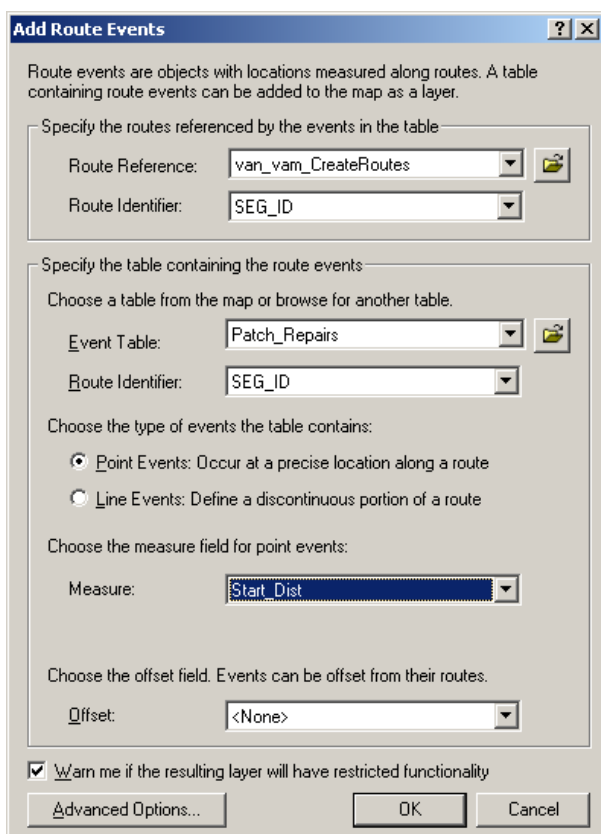 Add Route Events
Route events are objects with locations measured along routes. A table
containing route events can be added to the map as a layer.
Specify the routes referenced by the events in the table
Route Reference: van_vam_CreateRoutes
Route Identifier: SEG_ID
Specify the table containing the route events
Choose a table from the map or browse for another table.
Event Table: Patch_Repairs
Route Identifier: SEG_ID
Choose the type of events the table contains:
Point Events: Occur at a precise location along a route
Line Events: Define a discontinuous portion of a route
Choose the measure field for point events:
Measure: Start_Dist
Choose the offset field. Events can be offset from their routes.
Offset: <None>
Warn me if the resulting layer will have restricted functionality
Advanced Options... OK Cancel